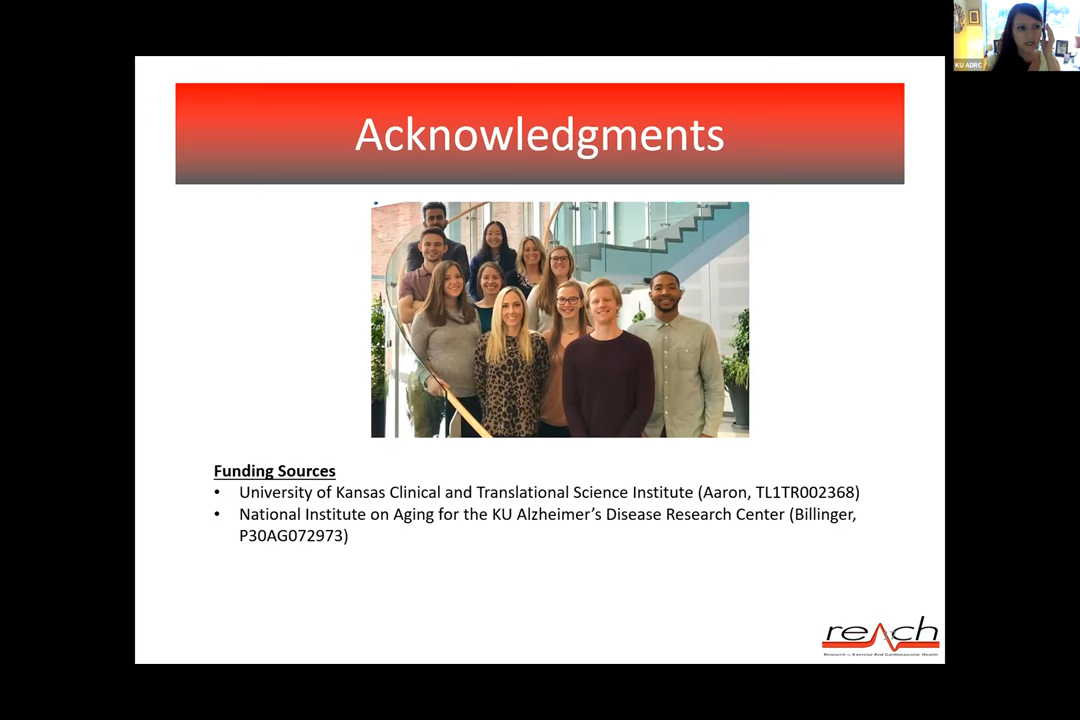 KU ADRC
Acknowledgments
Funding Sources
• University of Kansas Clinical and Translational Science Institute (Aaron, TL1TR002368)
• National Institute on Aging for the KU Alzheimer's Disease Research Center (Billinger,
P30AG072973)
reach
Research in Exercise And Cardiovascular Health